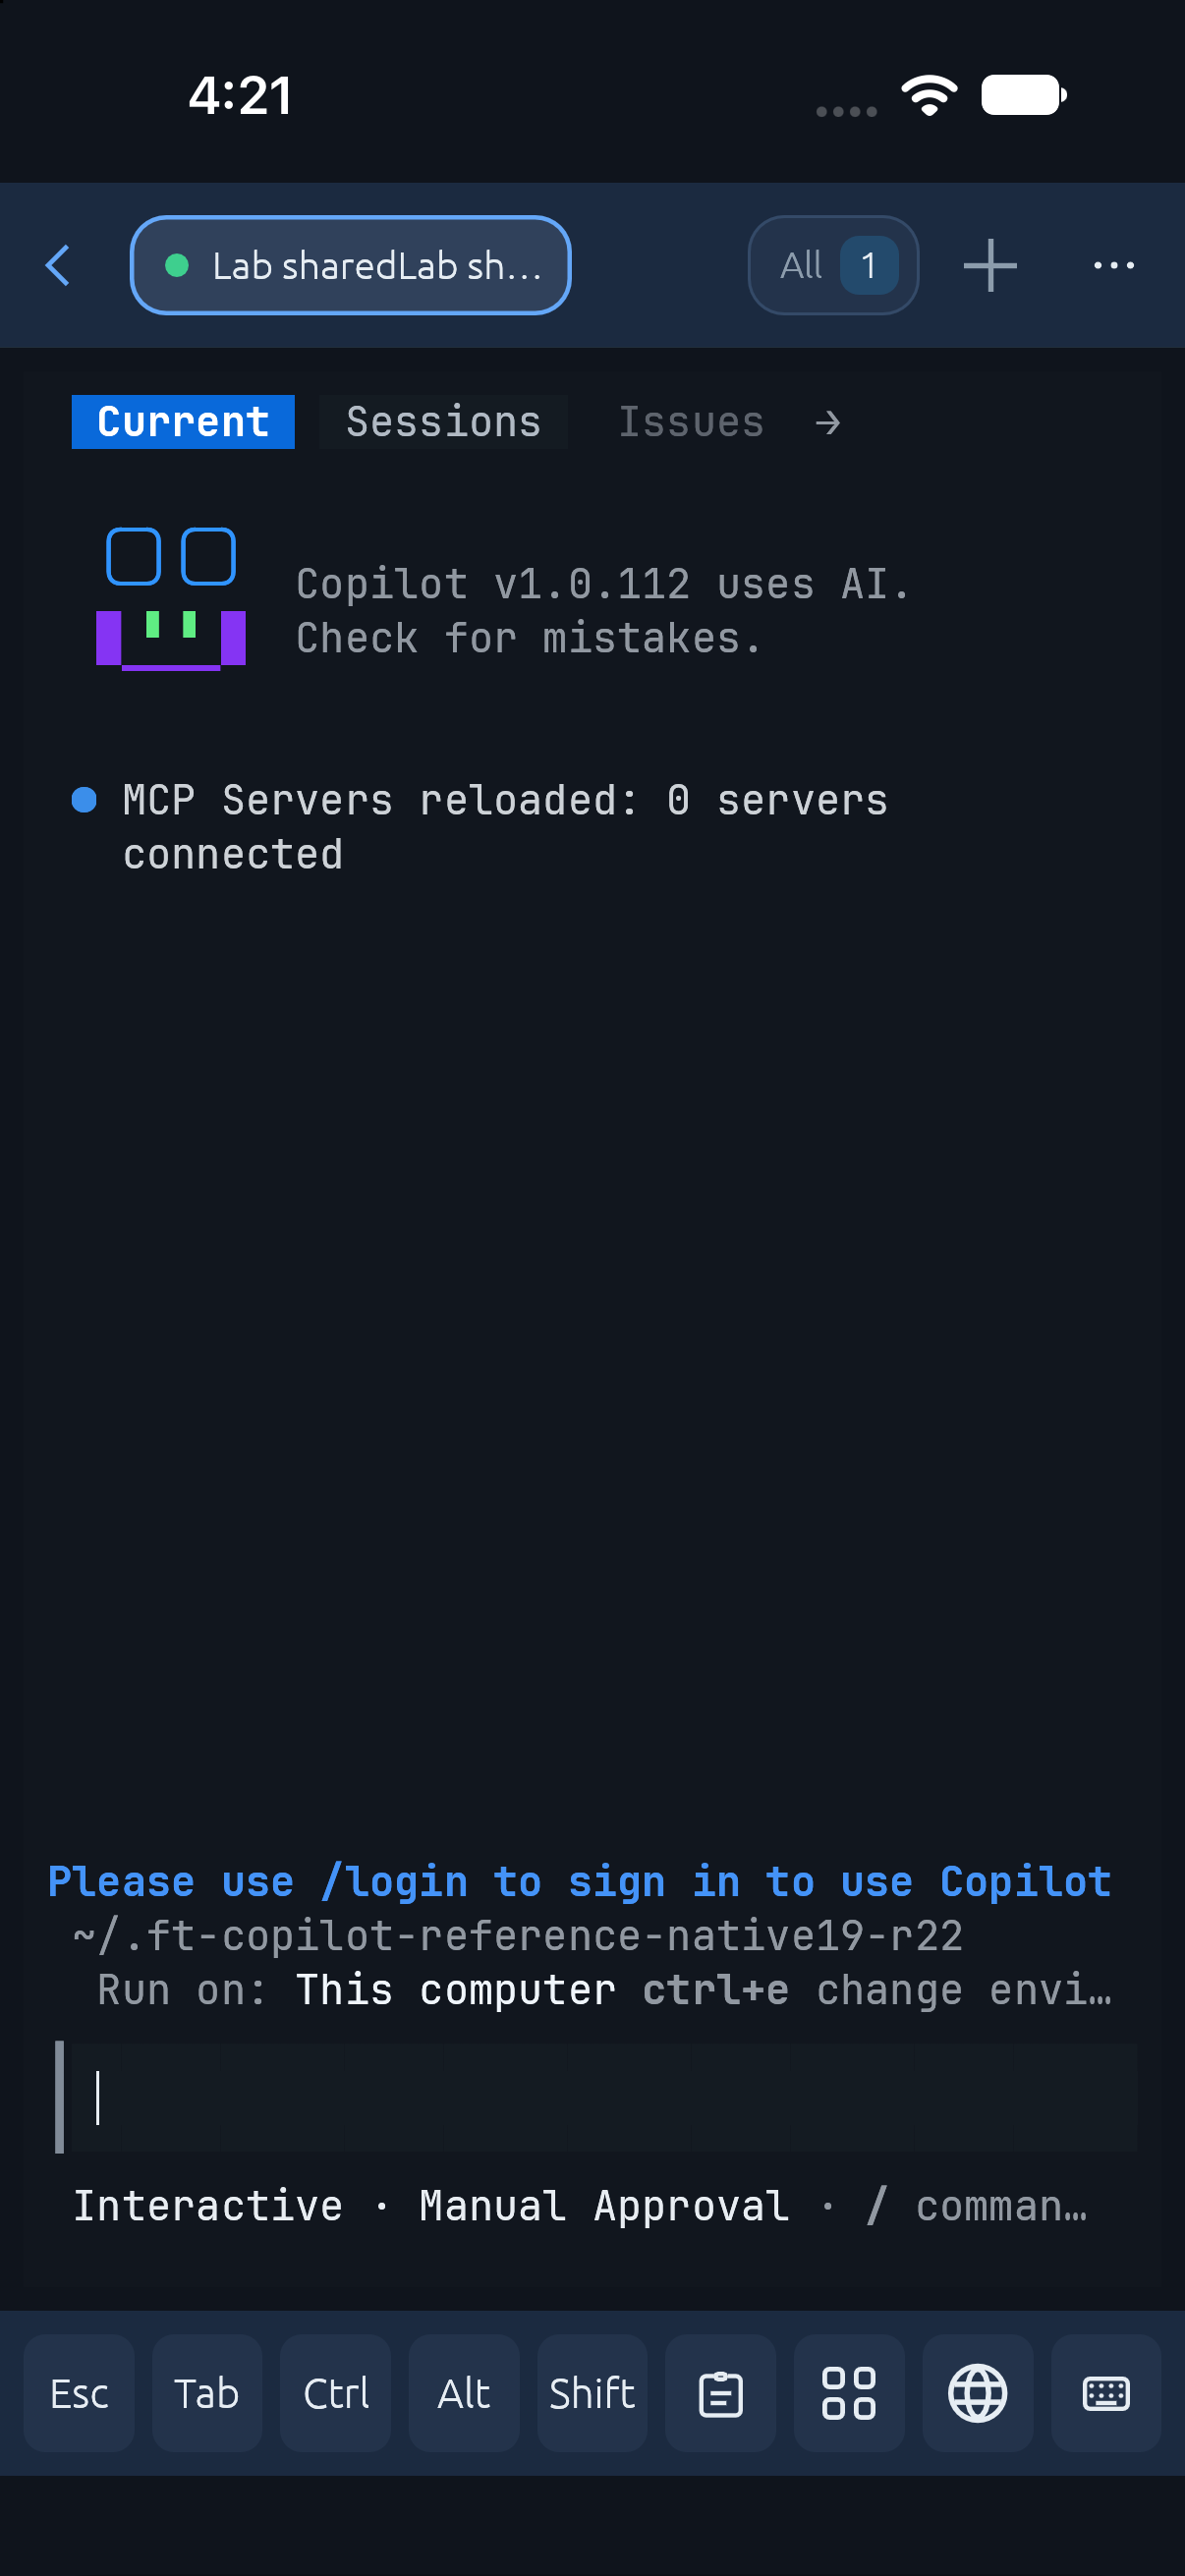 4:21
Lab sharedLab sh…
All 1
Current Sessions Issues →
Copilot v1.0.112 uses AI.
Check for mistakes.
● MCP Servers reloaded: 0 servers
connected
Please use /login to sign in to use Copilot
~/.ft-copilot-reference-native19-r22
Run on: This computer ctrl+e change envi…
Interactive · Manual Approval · / comman…
Esc Tab Ctrl Alt Shift